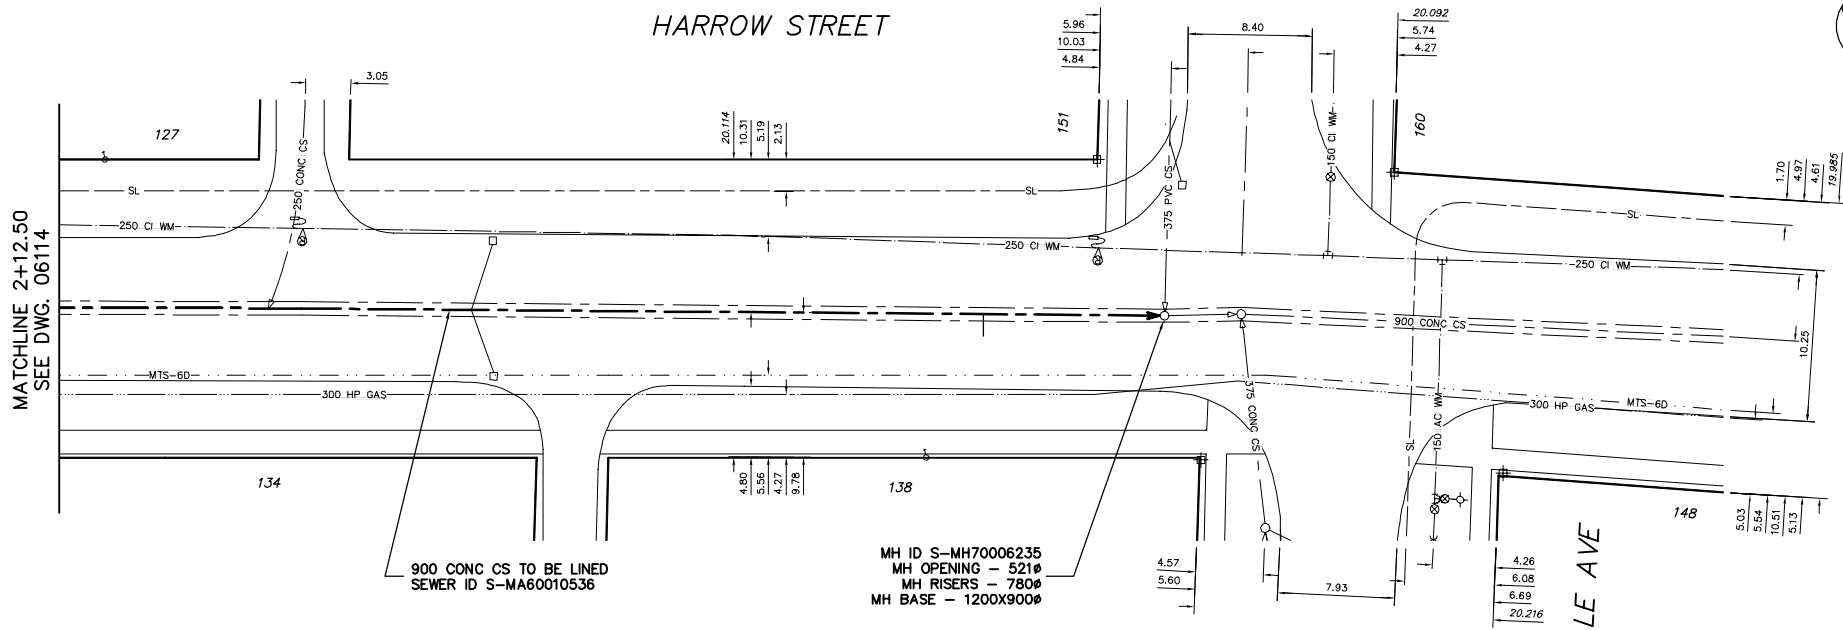 HARROW STREET
5.96
10.03
4.84
8.40
20.092
5.74
4.27
3.05
127
151
160
20.114
10.31
5.19
2.13
1.70
4.97
4.61
19.985
250 CONC CS
375 PVC CS
150 CI WM
SL
SL
SL
250 CI WM
250 CI WM
250 CI WM
MATCHLINE 2+12.50
SEE DWG. 06114
900 CONC CS
10.25
MTS-6D
300 HP GAS
375 CONC CS
SL
150 AC WM
300 HP GAS
MTS-6D
134
4.80
5.56
4.27
9.78
138
148
5.03
5.54
10.51
5.13
900 CONC CS TO BE LINED
SEWER ID S-MA60010536
MH ID S-MH70006235
MH OPENING - 521ø
MH RISERS - 780ø
MH BASE - 1200X900ø
4.57
5.60
7.93
4.26
6.08
6.69
20.216
LE AVE